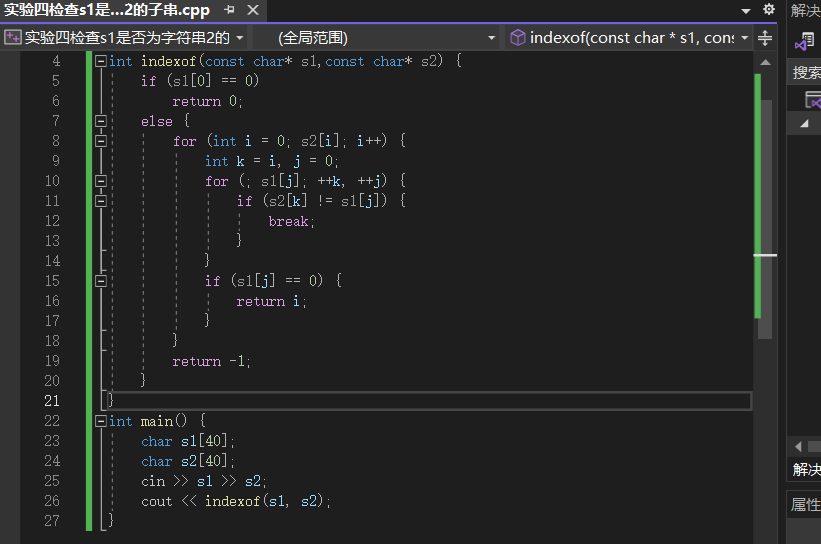 实验四检查s1是...2的子串.cpp
解决
实验四检查s1是否为字符串2的
(全局范围)
indexof(const char * s1, cons
搜索
4 int indexof(const char* s1,const char* s2) {
5 if (s1[0] == 0)
6 return 0;
7 else {
8 for (int i = 0; s2[i]; i++) {
9 int k = i, j = 0;
10 for (; s1[j]; ++k, ++j) {
11 if (s2[k] != s1[j]) {
12 break;
13 }
14 }
15 if (s1[j] == 0) {
16 return i;
17 }
18 }
19 return -1;
20 }
21 }
22 int main() {
23 char s1[40];
24 char s2[40];
25 cin >> s1 >> s2;
26 cout << indexof(s1, s2);
27 }
解决
属性